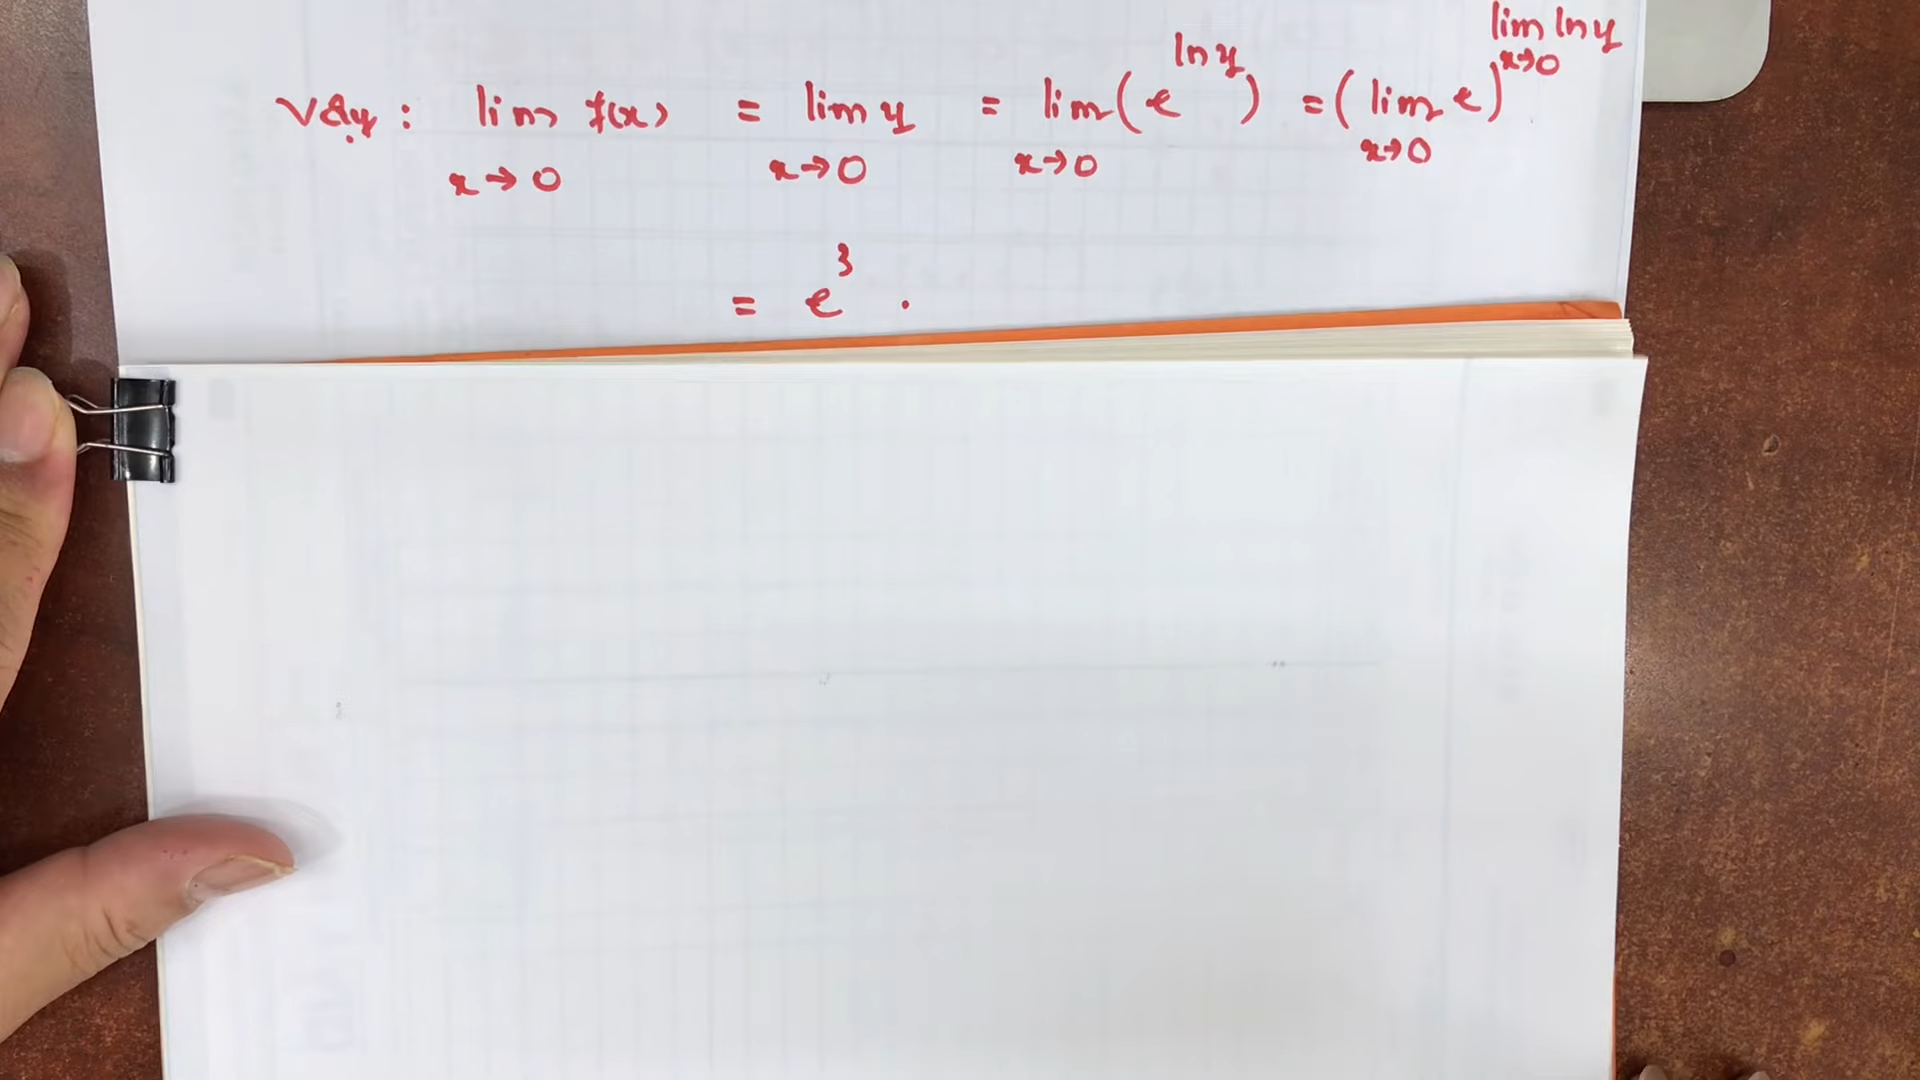 Vậy : lim f(x) = lim y = lim (e^{ln y}) = (lim e)^{lim ln y}
x→0 x→0 x→0 x→0 x→0
= e^3 .